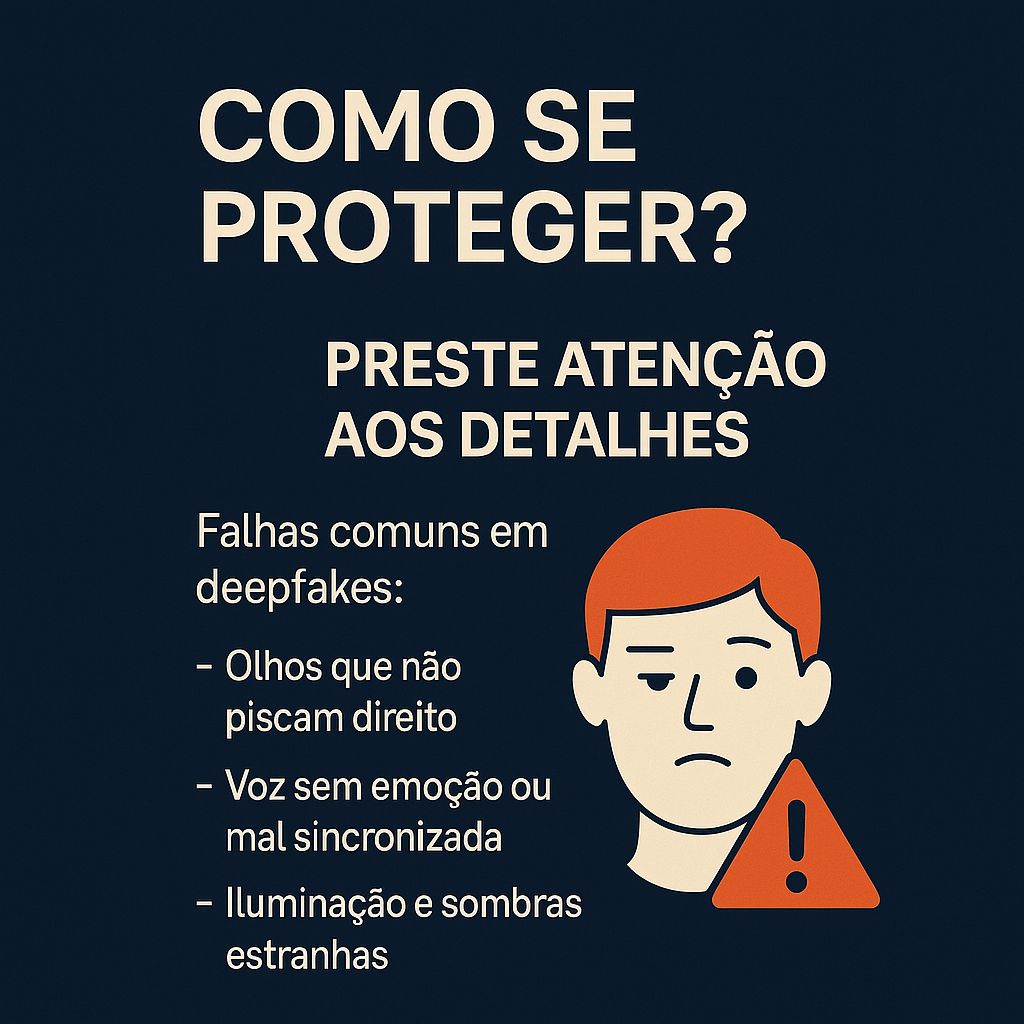 COMO SE
PROTEGER?
PRESTE ATENÇÃO
AOS DETALHES
Falhas comuns em
deepfakes:
- Olhos que não
piscam direito
- Voz sem emoção ou
mal sincronizada
- Iluminação e sombras
estranhas